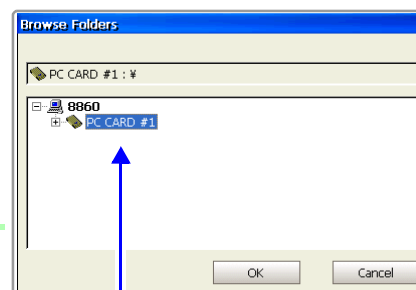 Browse Folders
PC CARD #1 : ¥
8860
PC CARD #1
OK Cancel